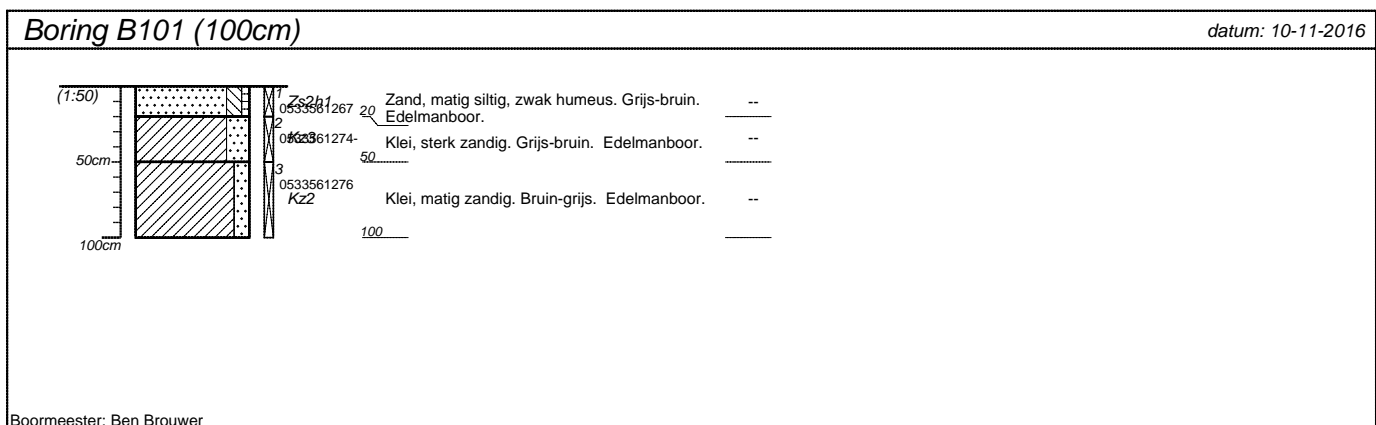 Boring B101 (100cm)
datum: 10-11-2016
(1:50)
1
Zs2h1
0533561267
20
Zand, matig siltig, zwak humeus. Grijs-bruin.
Edelmanboor.
--
2
Kz3
0533561274-
50
Klei, sterk zandig. Grijs-bruin. Edelmanboor.
--
50cm
3
0533561276
Kz2
Klei, matig zandig. Bruin-grijs. Edelmanboor.
--
100
100cm
Boormeester: Ben Brouwer